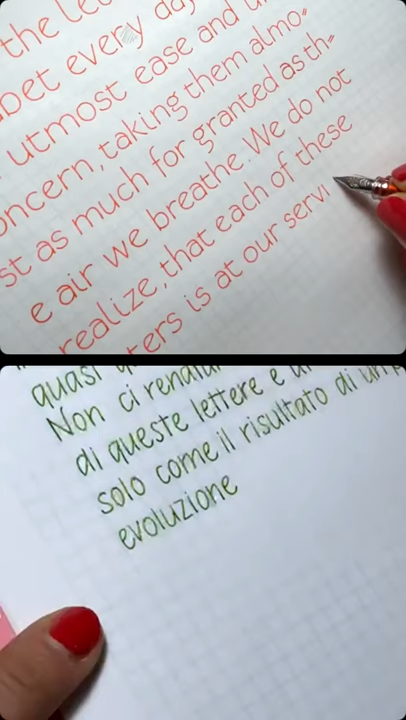 the
bet every day
utmost ease and
oncern, taking them almo=
st as much for granted as th=
e air we breathe. We do not
realize, that each of these
ters is at our servi
quasi
Non ci
di queste lettere e
solo come il risultato di un
evoluzione